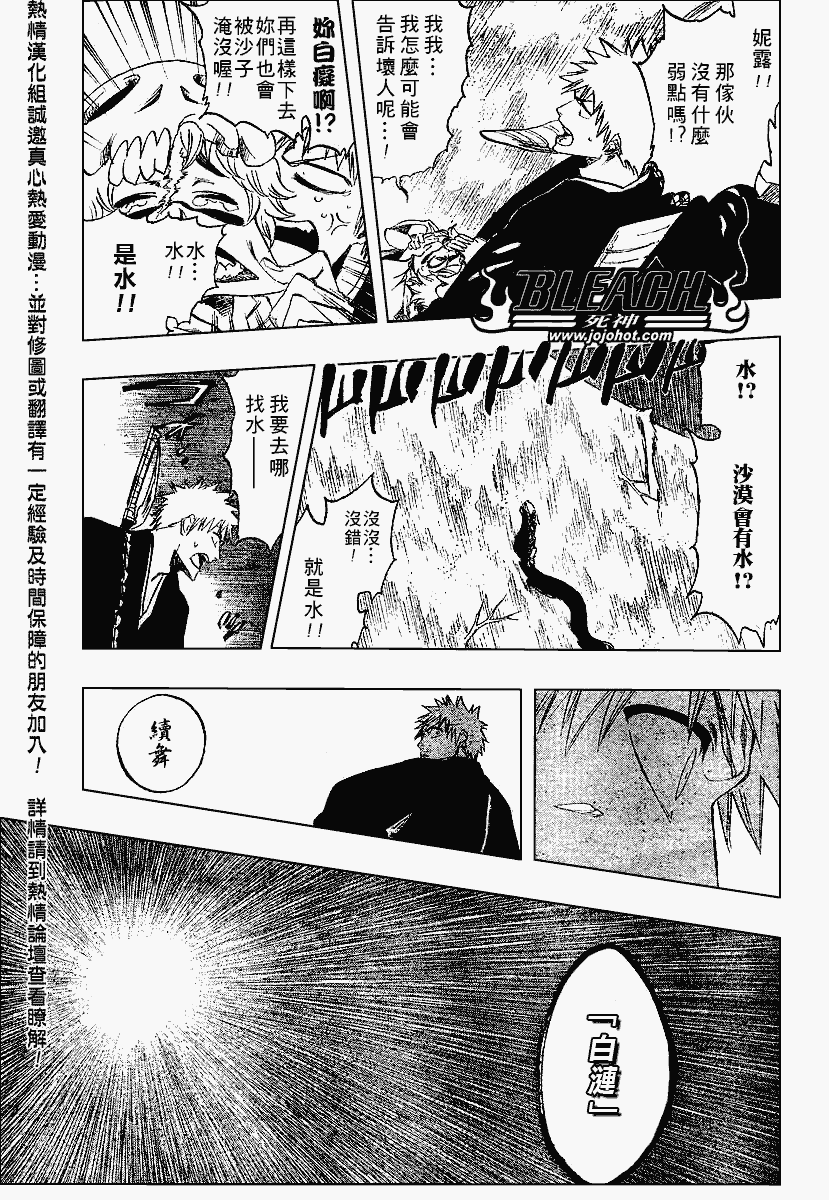 妮露!!
那傢伙
沒有什麼
弱點嗎!?
我我…
我怎麼可能會
告訴壞人呢…!
妳白癡啊!?
再這樣下去
妳們也會
被沙子
淹沒喔!!
水…
水!!
是水!!
BLEACH
死神
www.jojohot.com
水!?
沙漠會有水!?
沒沒…
沒錯!
就是水!!
我要去哪
找水——
續舞
「白漣」
熱情漢化組誠邀真心熱愛動漫…並對修圖或翻譯有一定經驗及時間保障的朋友加入! 詳情請到熱情論壇查看瞭解!